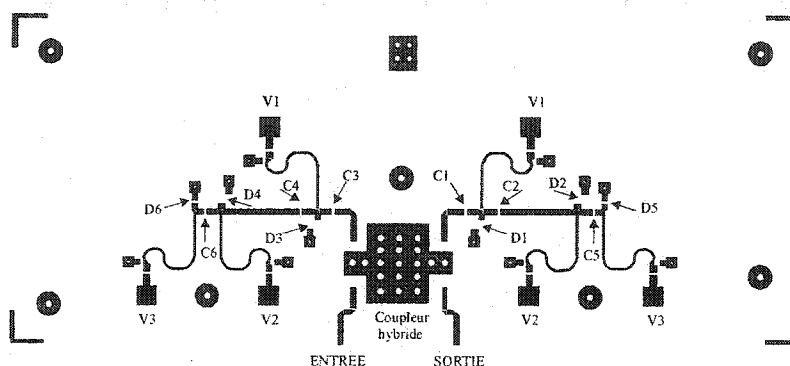 V1 V1
C4 C3 C1 C2 D2
D6 D4 D5
D3 D1
C6 C5
V3 V2 Coupleur hybride V2 V3
ENTREE SORTIE